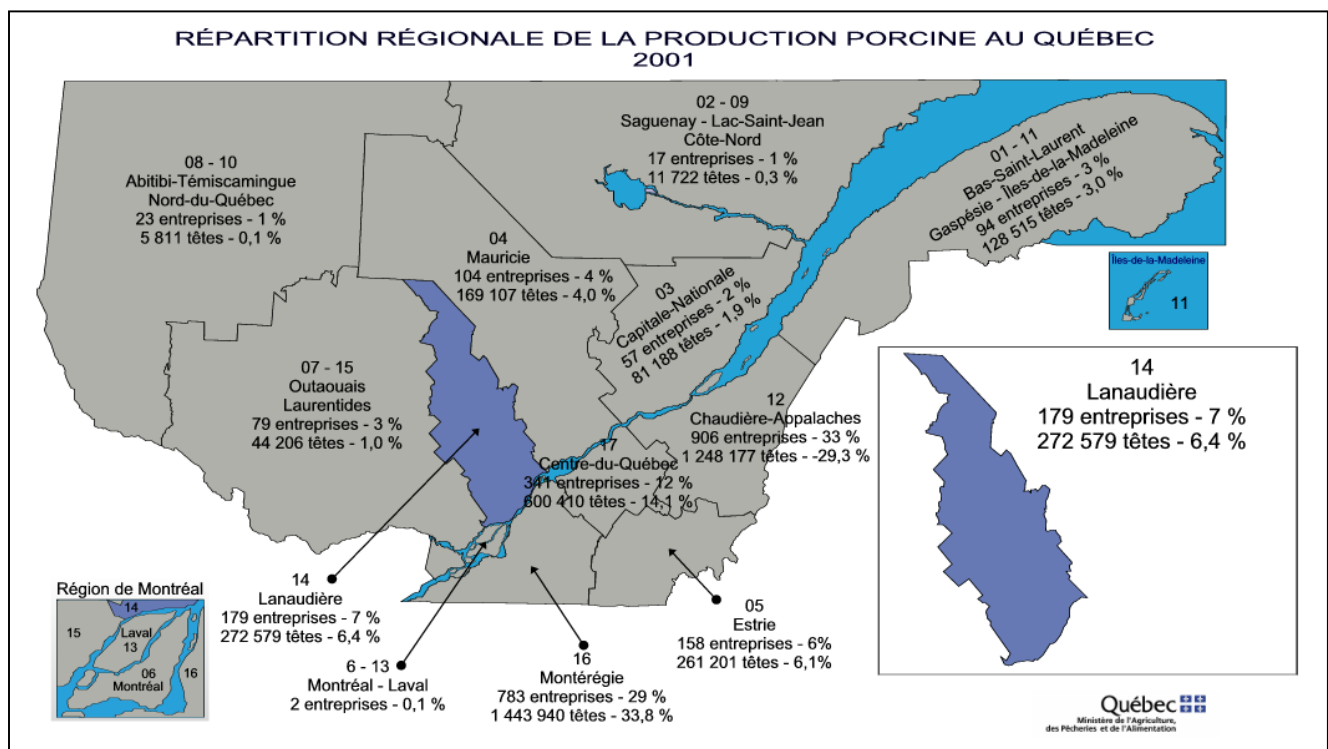 RÉPARTITION RÉGIONALE DE LA PRODUCTION PORCINE AU QUÉBEC
2001
02 - 09
Saguenay - Lac-Saint-Jean
Côte-Nord
17 entreprises - 1 %
11 722 têtes - 0,3 %
01 - 11
Bas-Saint-Laurent
Gaspésie - Îles-de-la-Madeleine
94 entreprises - 3 %
128 515 têtes - 3,0 %
08 - 10
Abitibi-Témiscamingue
Nord-du-Québec
23 entreprises - 1 %
5 811 têtes - 0,1 %
04
Mauricie
104 entreprises - 4 %
169 107 têtes - 4,0 %
03
Capitale-Nationale
57 entreprises - 2 %
81 188 têtes - 1,9 %
Îles-de-la-Madeleine
11
07 - 15
Outaouais
Laurentides
79 entreprises - 3 %
44 206 têtes - 1,0 %
12
Chaudière-Appalaches
906 entreprises - 33 %
1 248 177 têtes - -29,3 %
17
Centre-du-Québec
341 entreprises - 12 %
600 410 têtes - 14,1 %
14
Lanaudière
179 entreprises - 7 %
272 579 têtes - 6,4 %
14
Lanaudière
179 entreprises - 7 %
272 579 têtes - 6,4 %
6 - 13
Montréal - Laval
2 entreprises - 0,1 %
16
Montérégie
783 entreprises - 29 %
1 443 940 têtes - 33,8 %
05
Estrie
158 entreprises - 6%
261 201 têtes - 6,1%
Région de Montréal
14
15
Laval
13
06
Montréal
16
Québec
Ministère de l'Agriculture,
des Pêcheries et de l'Alimentation